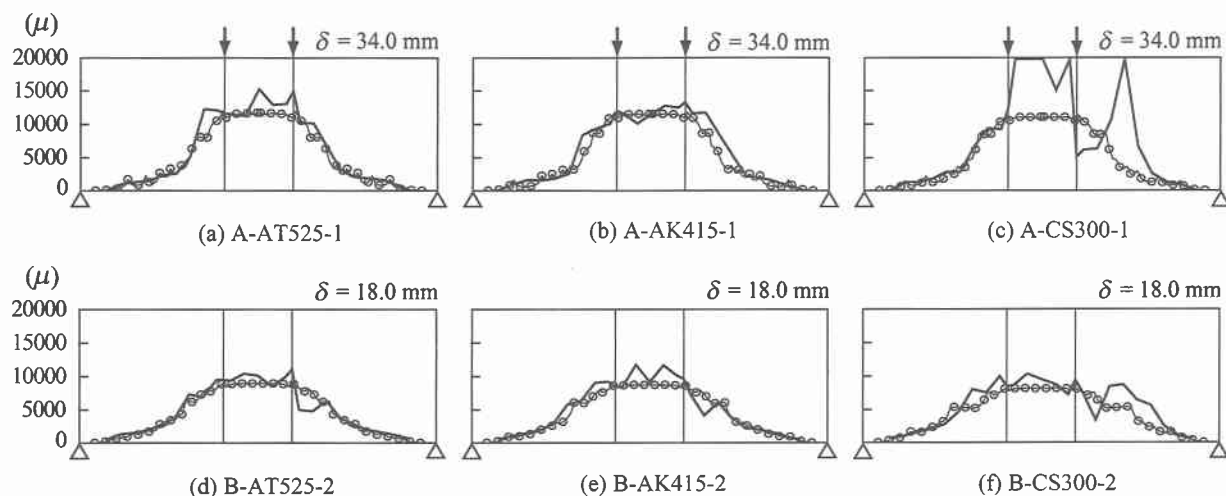 (μ)
δ = 34.0 mm
δ = 34.0 mm
δ = 34.0 mm
20000
15000
10000
5000
0
(a) A-AT525-1
(b) A-AK415-1
(c) A-CS300-1
(μ)
δ = 18.0 mm
δ = 18.0 mm
δ = 18.0 mm
20000
15000
10000
5000
0
(d) B-AT525-2
(e) B-AK415-2
(f) B-CS300-2